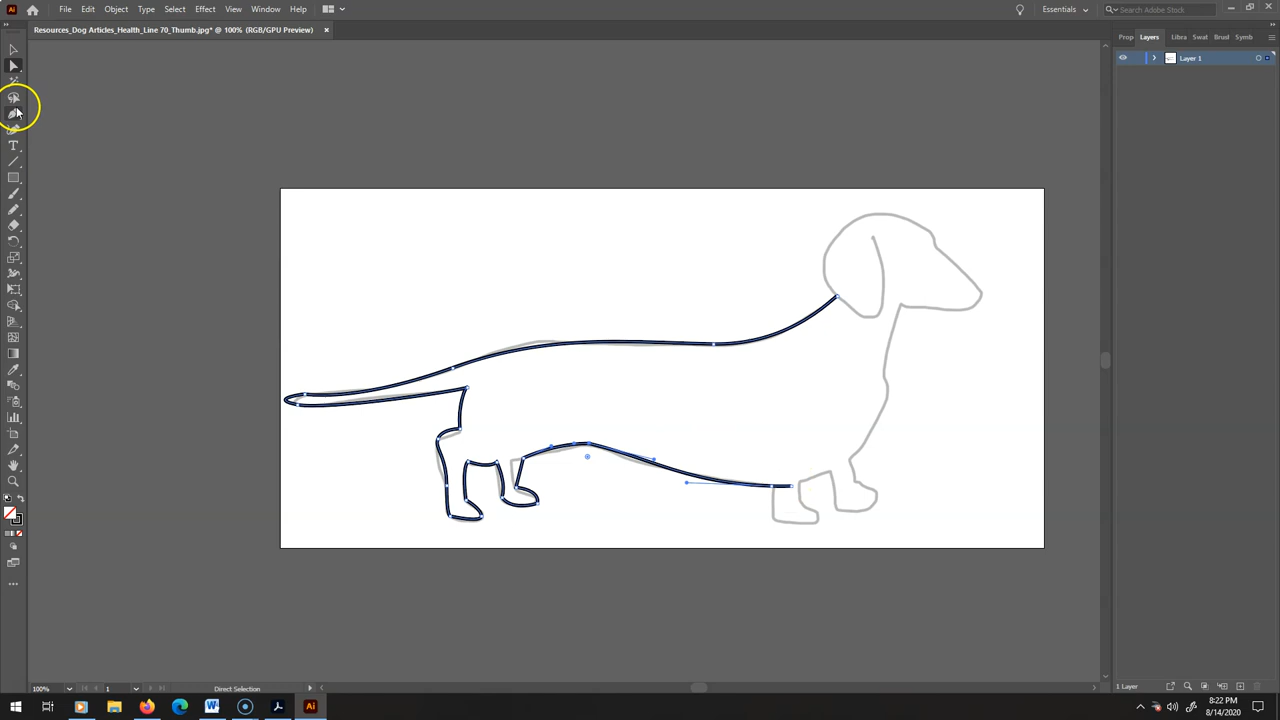 Ai File Edit Object Type Select Effect View Window Help Essentials Search Adobe Stock
Resources_Dog Articles_Health_Line 70_Thumb.jpg* @ 100% (RGB/GPU Preview)
Prop Layers Libra Swat Brusl Symb
Layer 1
T
100% 1 Direct Selection 1 Layer
W Ai 8:22 PM
8/14/2020